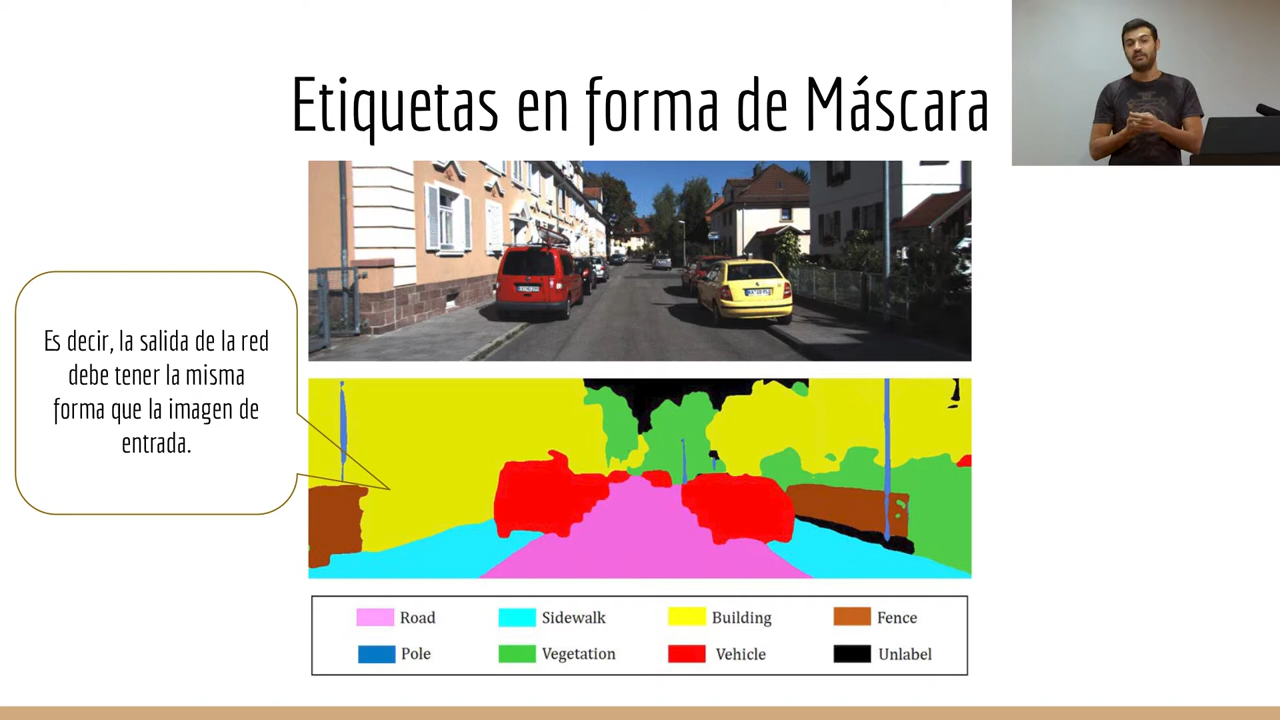 Etiquetas en forma de Máscara
Es decir, la salida de la red
debe tener la misma
forma que la imagen de
entrada.
Road
Sidewalk
Building
Fence
Pole
Vegetation
Vehicle
Unlabel